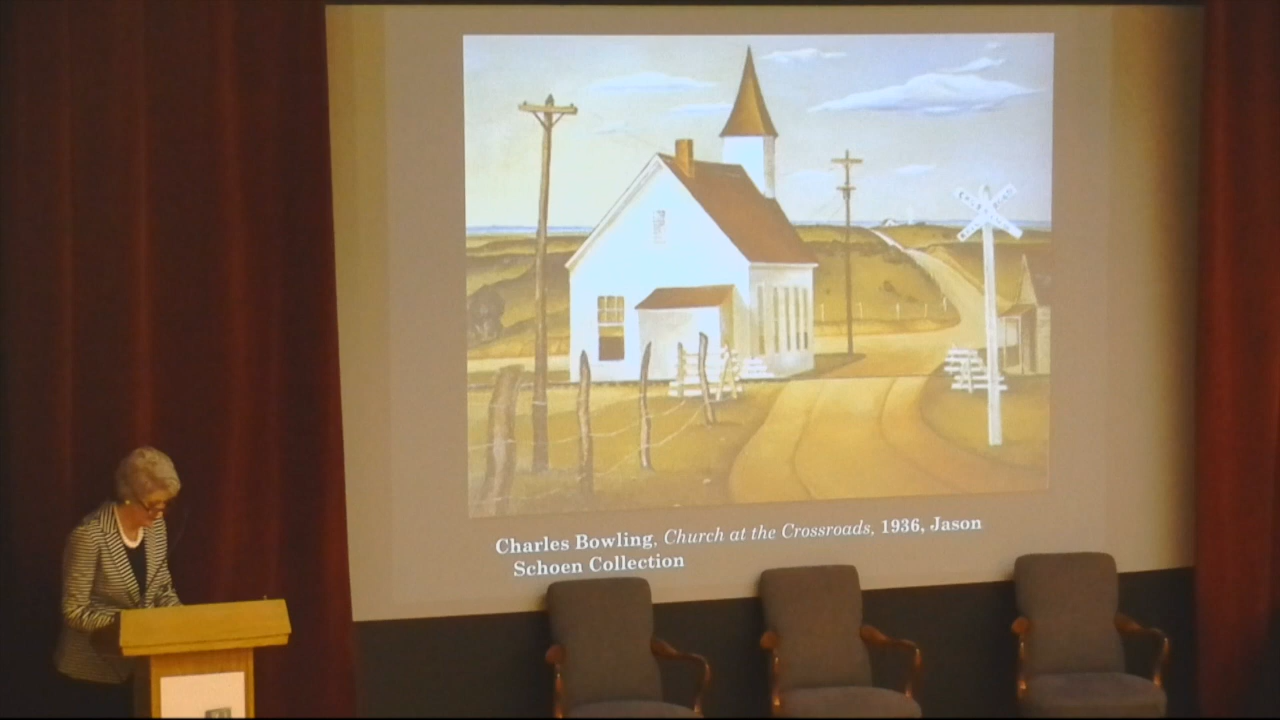 Charles Bowling, Church at the Crossroads, 1936, Jason
Schoen Collection